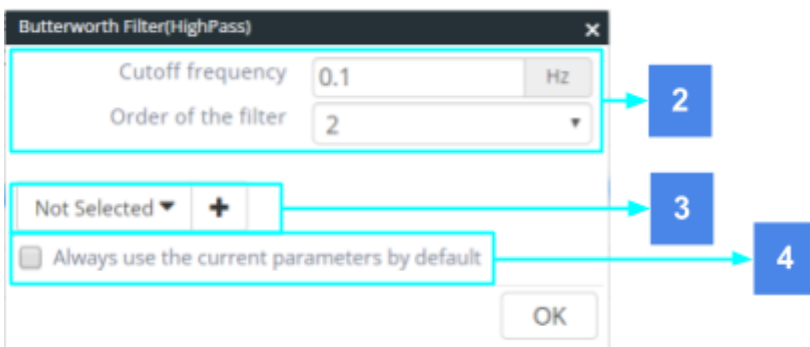 Butterworth Filter(HighPass) ×
Cutoff frequency 0.1 Hz
2
Order of the filter 2
Not Selected +
3
Always use the current parameters by default
4
OK